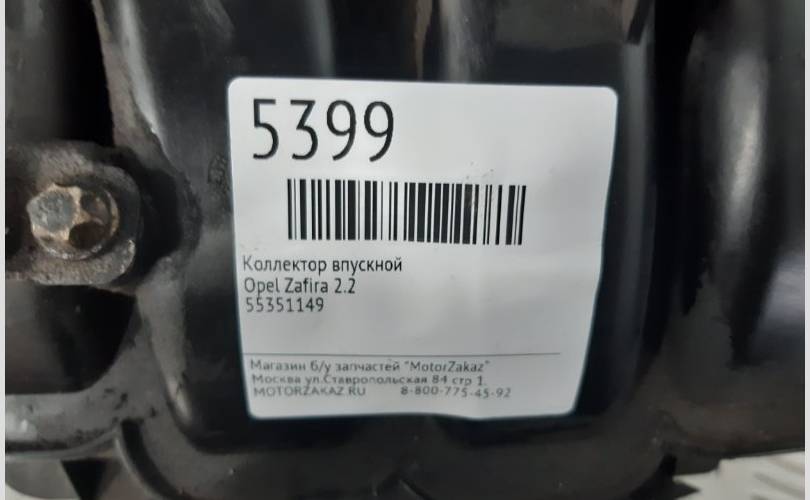 5399
Коллектор впускной
Opel Zafira 2.2
55351149
Магазин б/у запчастей "MotorZakaz"
Москва ул.Ставропольская 84 стр 1.
MOTORZAKAZ.RU 8-800-775-45-92